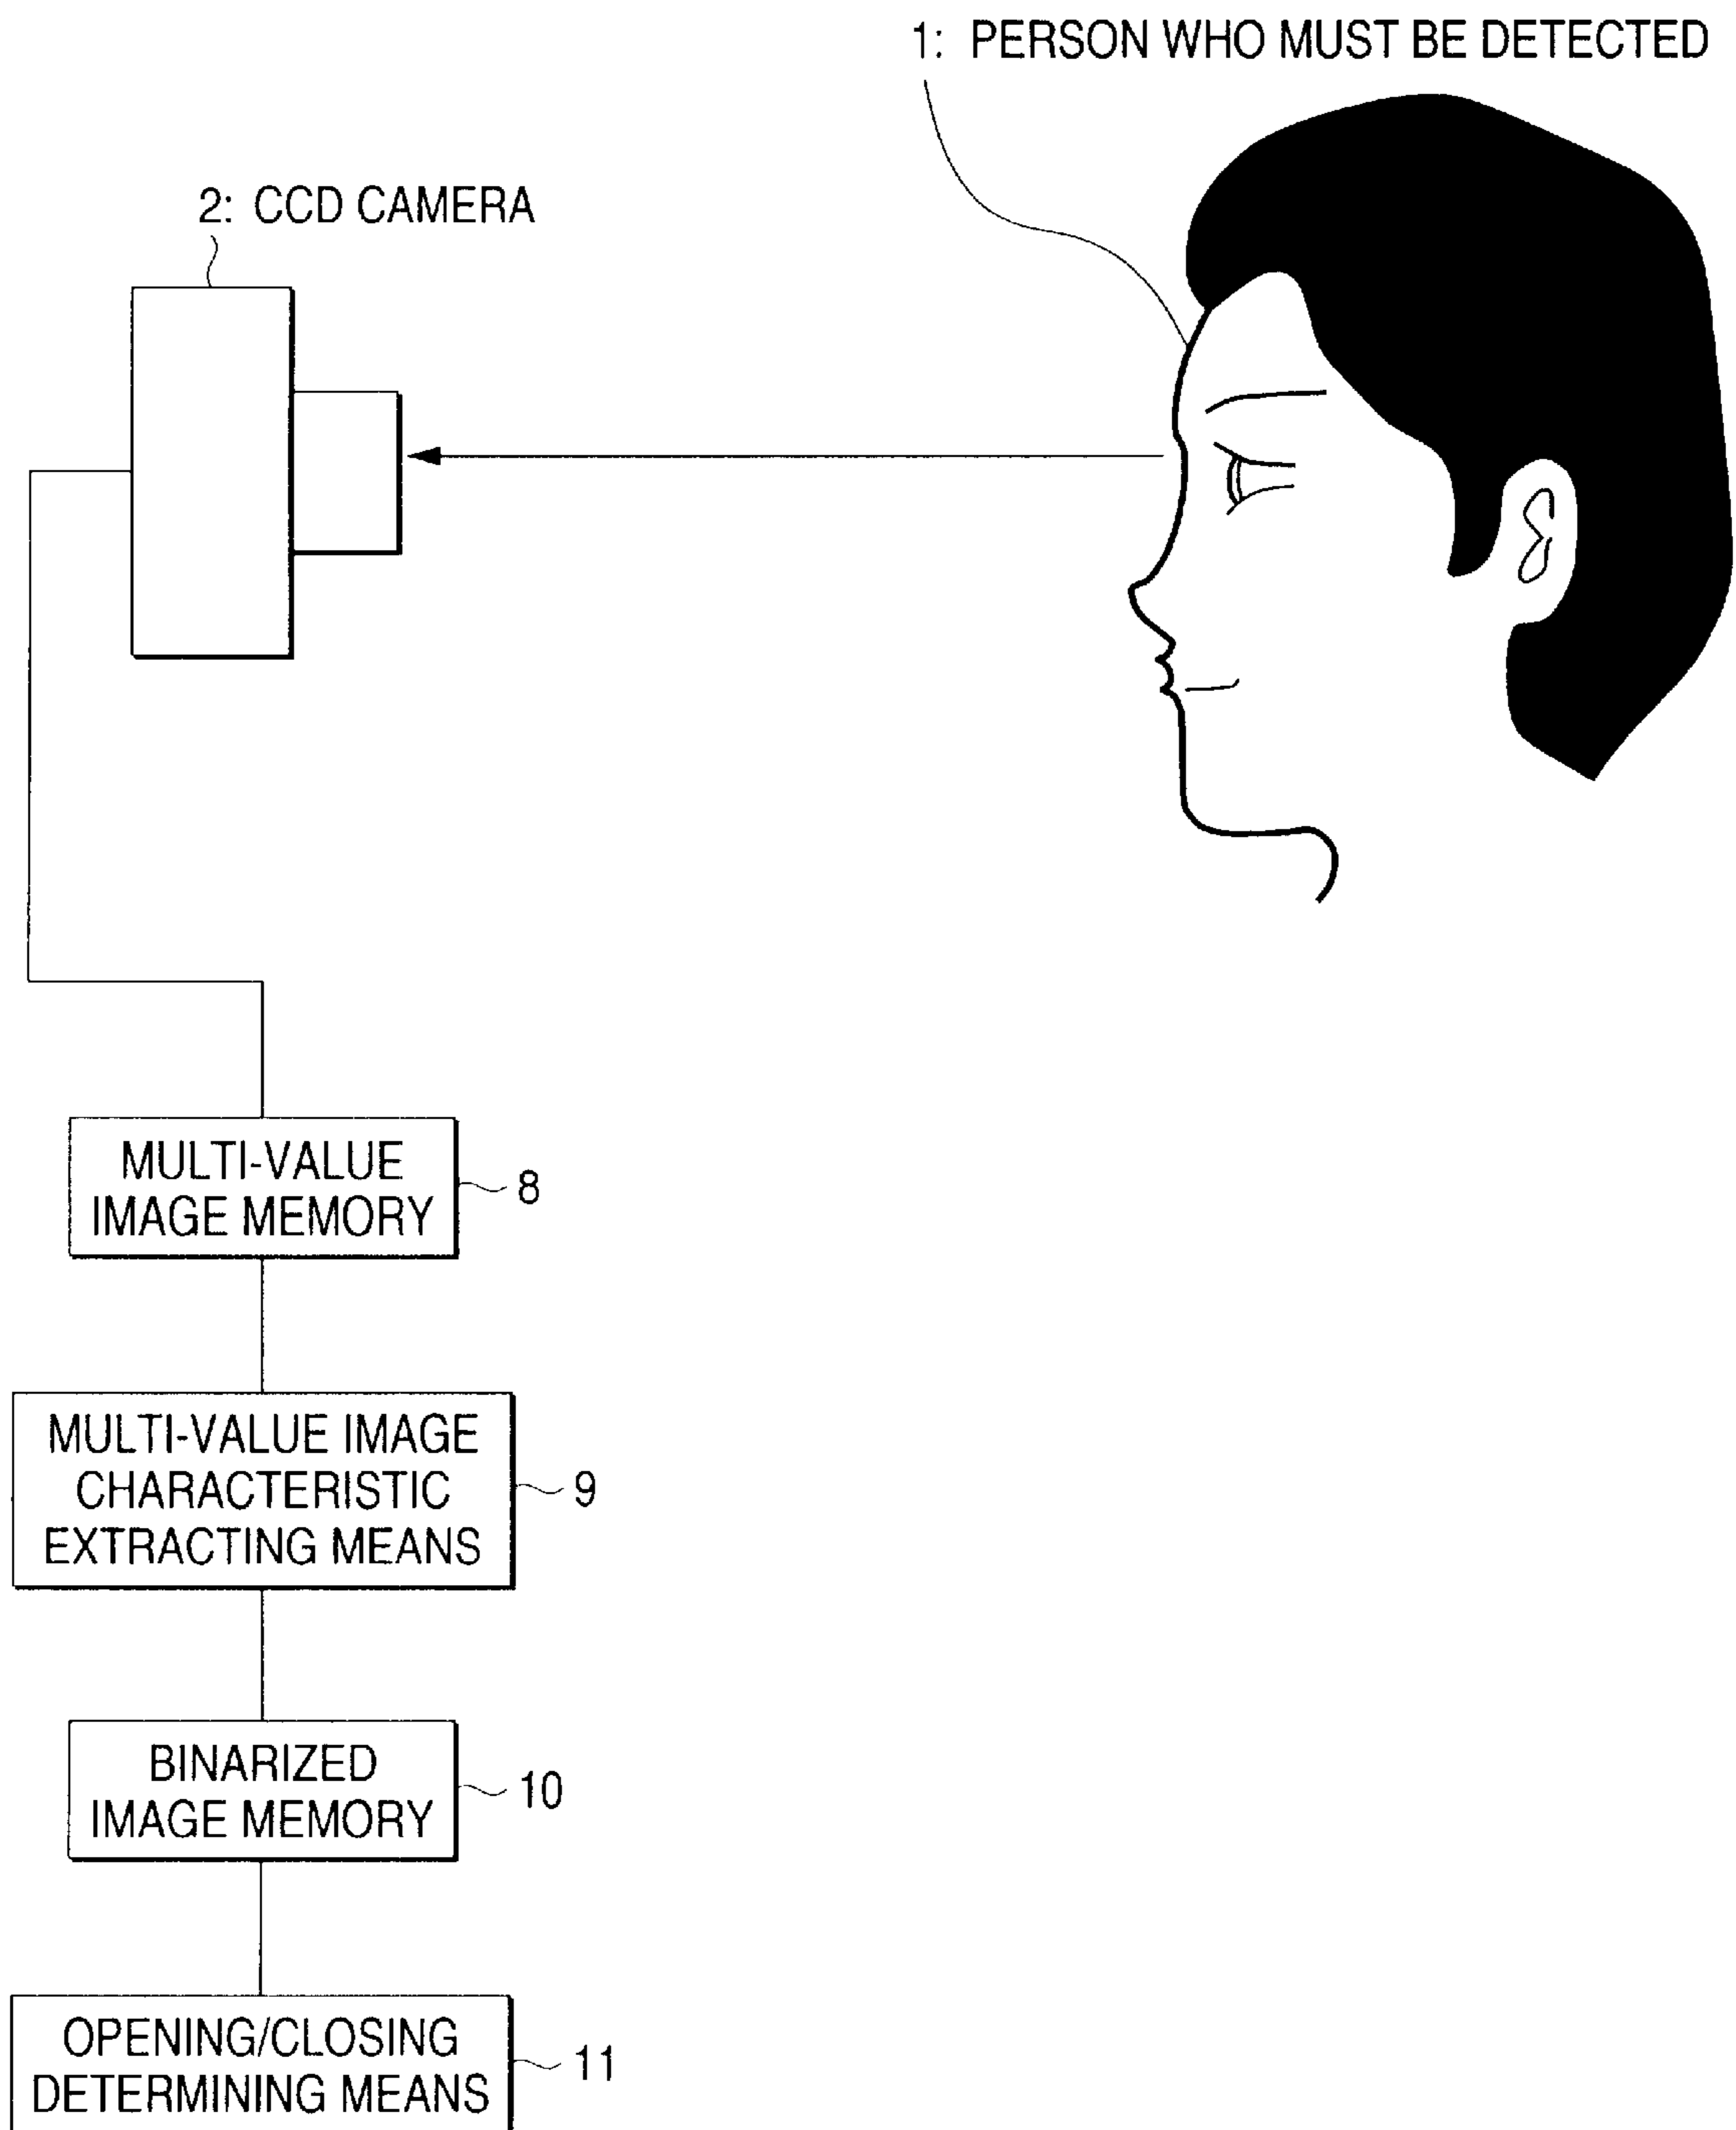 1: PERSON WHO MUST BE DETECTED
2: CCD CAMERA
MULTI-VALUE
IMAGE MEMORY
8
MULTI-VALUE IMAGE
CHARACTERISTIC
EXTRACTING MEANS
9
BINARIZED
IMAGE MEMORY
10
OPENING/CLOSING
DETERMINING MEANS
11